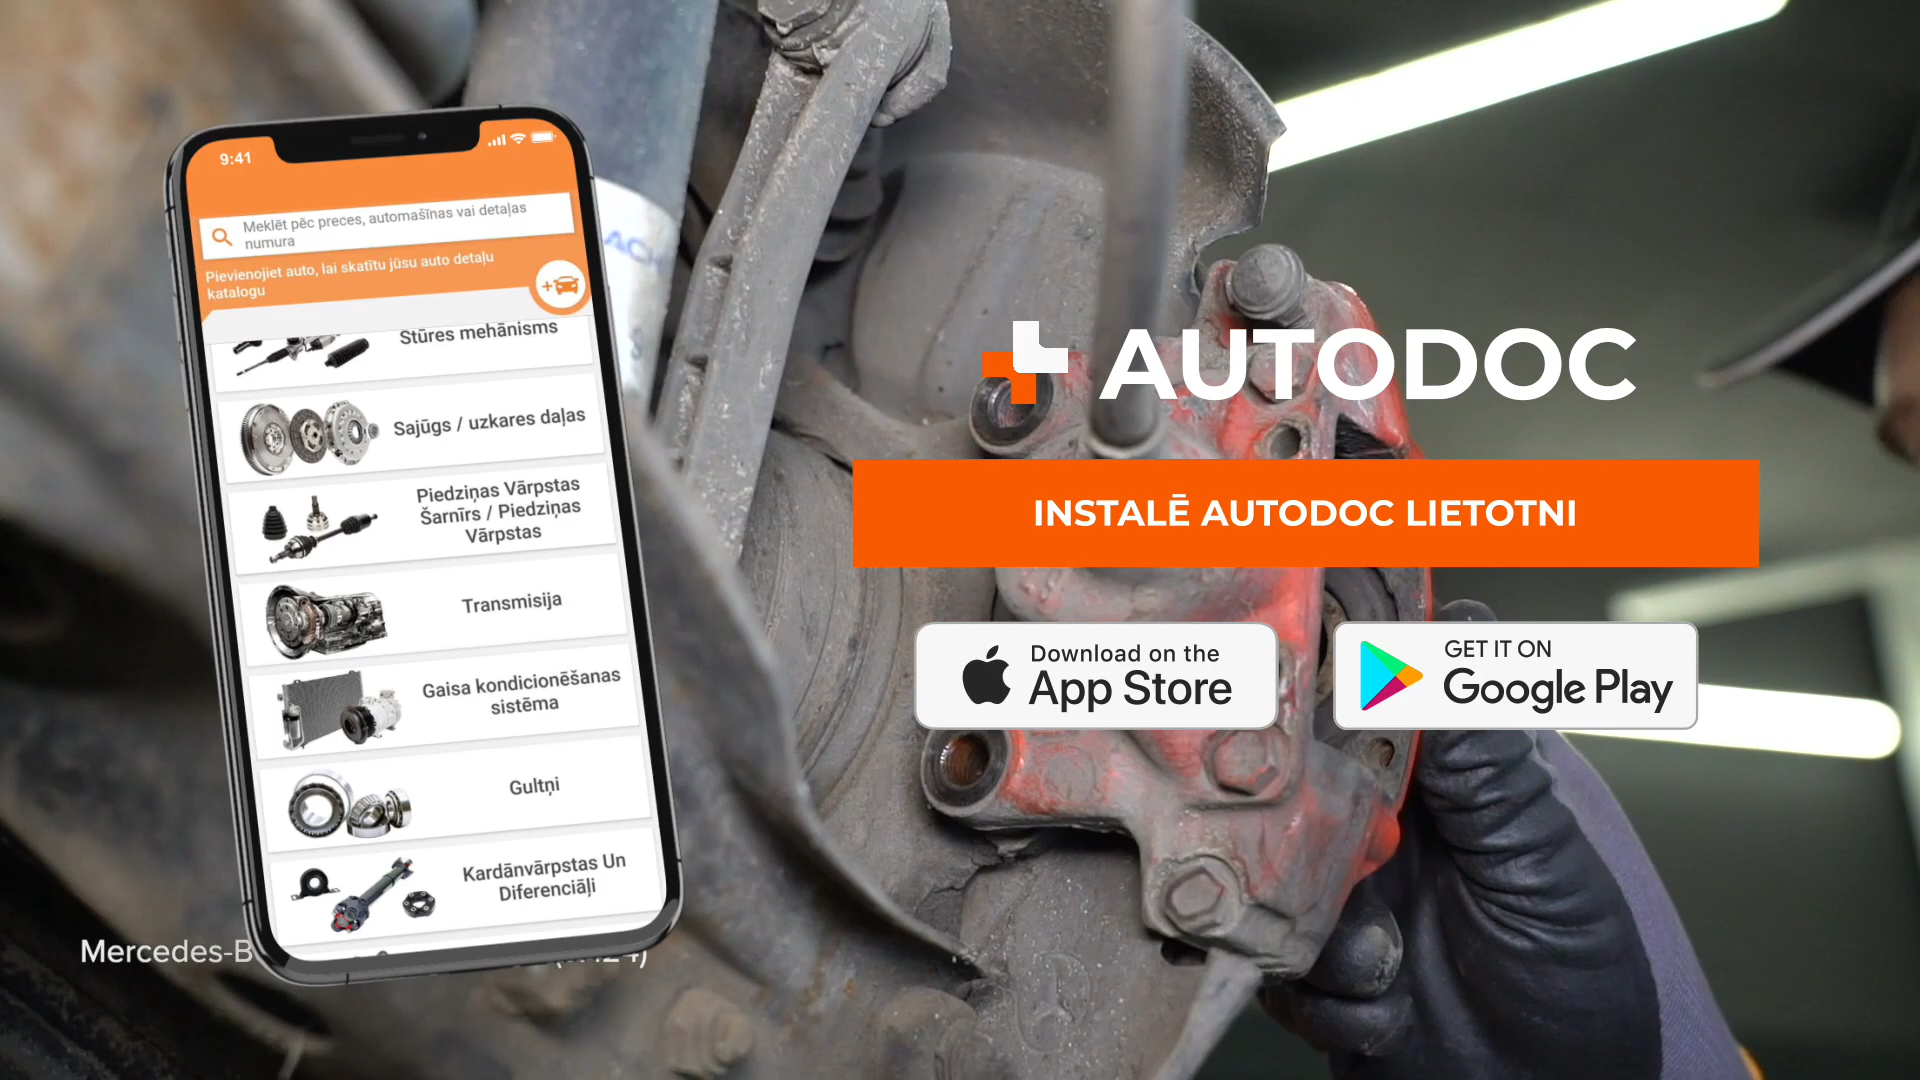 9:41
Meklēt pēc preces, automašīnas vai detaļas
numura
Pievienojiet auto, lai skatītu jūsu auto detaļu
katalogu
Stūres mehānisms
Sajūgs / uzkares daļas
Piedziņas Vārpstas
Šarnīrs / Piedziņas
Vārpstas
Transmisija
Gaisa kondicionēšanas
sistēma
Gultņi
Kardānvārpstas Un
Diferenciāļi
AUTODOC
INSTALĒ AUTODOC LIETOTNI
Download on the
App Store
GET IT ON
Google Play